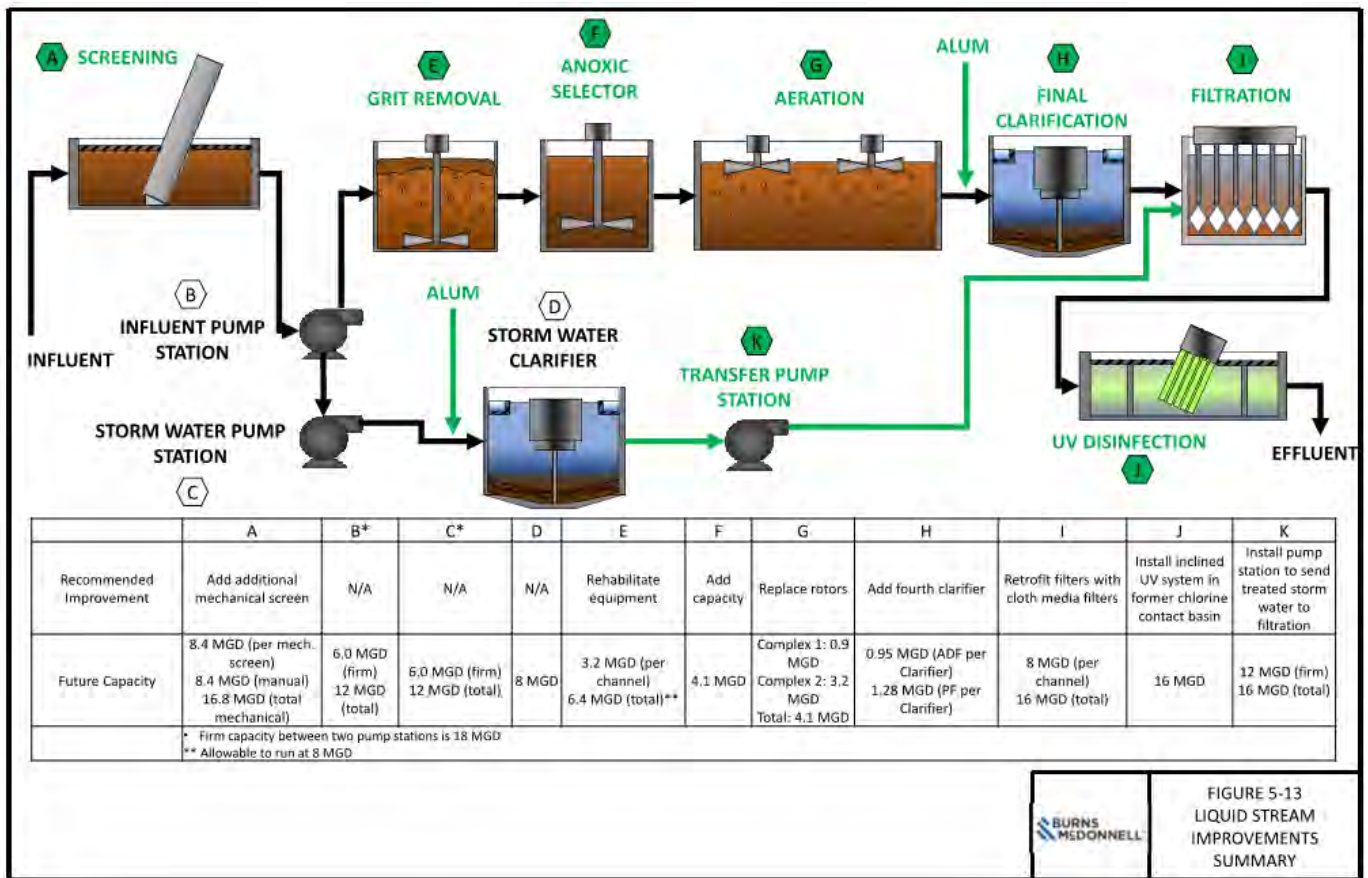 A SCREENING
E
GRIT REMOVAL
F
ANOXIC
SELECTOR
G
AERATION
ALUM
H
FINAL
CLARIFICATION
I
FILTRATION
INFLUENT
B
INFLUENT PUMP
STATION
ALUM
D
STORM WATER
CLARIFIER
K
TRANSFER PUMP
STATION
STORM WATER PUMP
STATION
C
UV DISINFECTION
J
EFFLUENT
A B* C* D E F G H I J K
Recommended
Improvement
Add additional
mechanical screen
N/A
N/A
N/A
Rehabilitate
equipment
Add
capacity
Replace rotors
Add fourth clarifier
Retrofit filters with
cloth media filters
Install inclined
UV system in
former chlorine
contact basin
Install pump
station to send
treated storm
water to
filtration
Future Capacity
8.4 MGD (per mech.
screen)
8.4 MGD (manual)
16.8 MGD (total
mechanical)
6.0 MGD
(firm)
12 MGD
(total)
6.0 MGD (firm)
12 MGD (total)
8 MGD
3.2 MGD (per
channel)
6.4 MGD (total)**
4.1 MGD
Complex 1: 0.9
MGD
Complex 2: 3.2
MGD
Total: 4.1 MGD
0.95 MGD (ADF per
Clarifier)
1.28 MGD (PF per
Clarifier)
8 MGD (per
channel)
16 MGD (total)
16 MGD
12 MGD (firm)
16 MGD (total)
* Firm capacity between two pump stations is 18 MGD
** Allowable to run at 8 MGD
BURNS
MCDONNELL
FIGURE 5-13
LIQUID STREAM
IMPROVEMENTS
SUMMARY